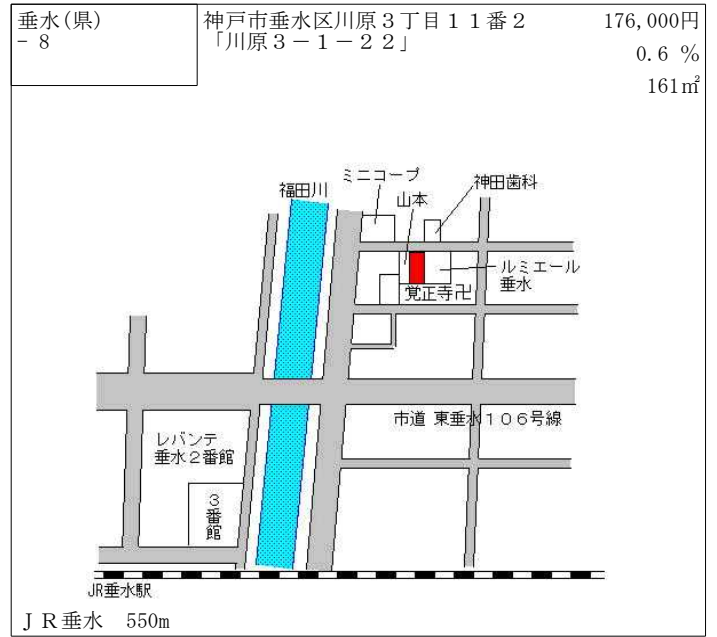 垂水(県)
- 8
神戸市垂水区川原３丁目１１番２
「川原３－１－２２」
176,000円
0.6 %
161㎡
福田川
ミニコープ
山本
神田歯科
ルミエール
垂水
覚正寺卍
市道 東垂水１０６号線
レバンテ
垂水２番館
３
番
館
JR垂水駅
ＪＲ垂水　550m